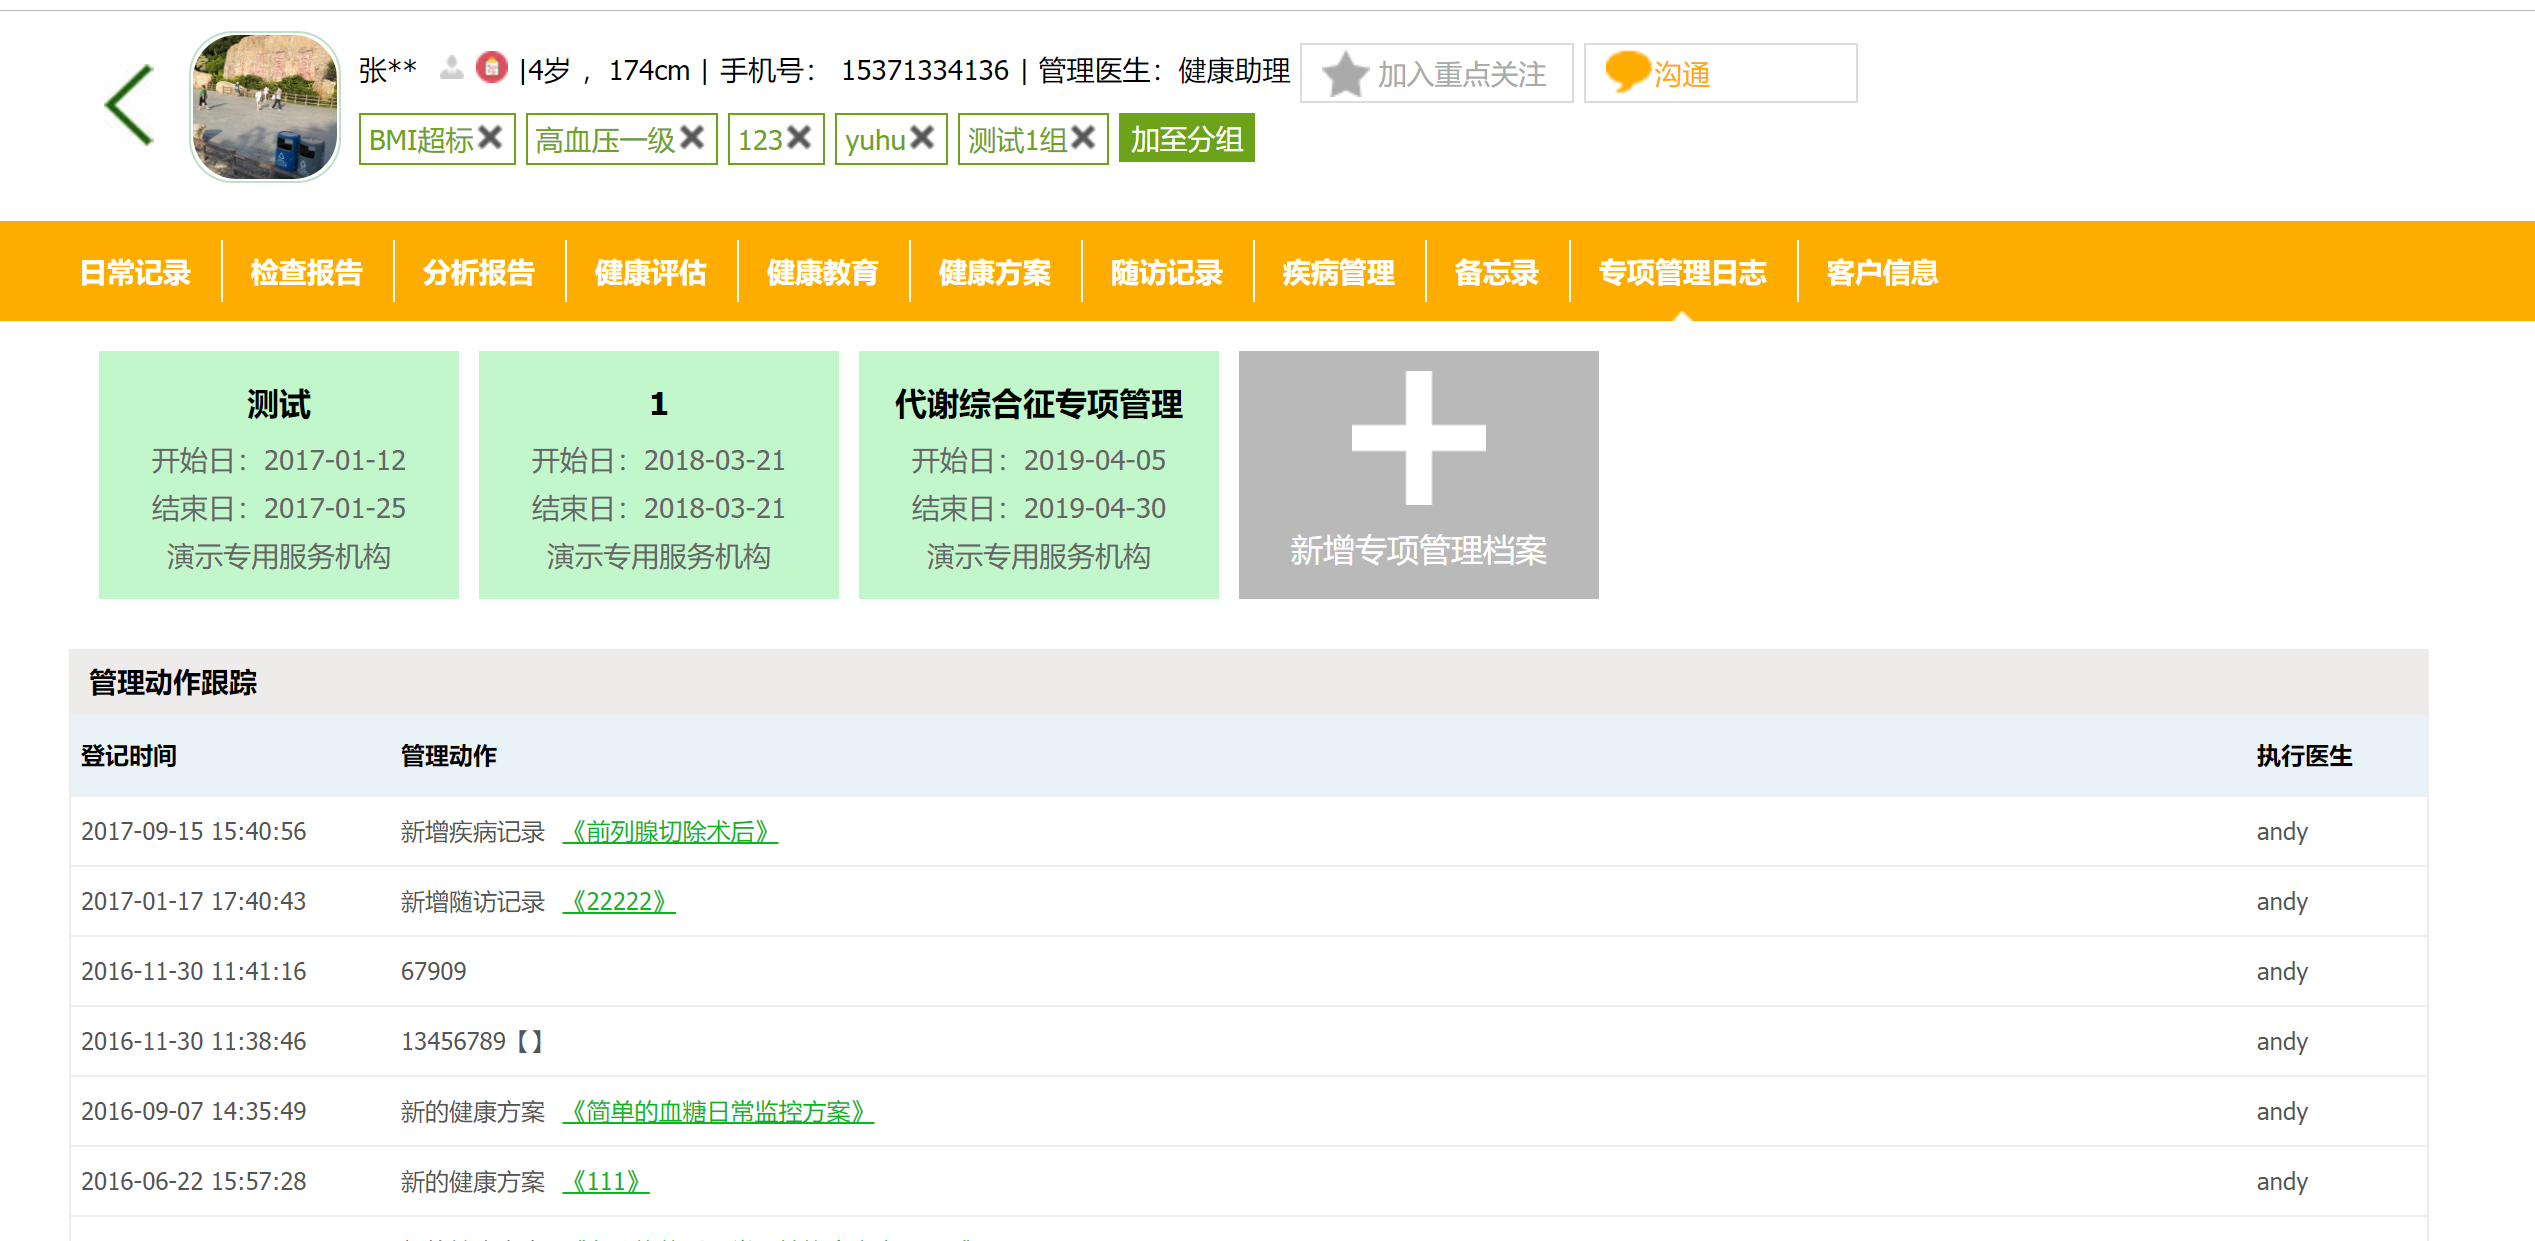 张** |4岁 ， 174cm | 手机号： 15371334136 | 管理医生：健康助理 加入重点关注 沟通
BMI超标 高血压一级 123 yuhu 测试1组 加至分组
日常记录 检查报告 分析报告 健康评估 健康教育 健康方案 随访记录 疾病管理 备忘录 专项管理日志 客户信息
测试
开始日：2017-01-12
结束日：2017-01-25
演示专用服务机构
1
开始日：2018-03-21
结束日：2018-03-21
演示专用服务机构
代谢综合征专项管理
开始日：2019-04-05
结束日：2019-04-30
演示专用服务机构
新增专项管理档案
管理动作跟踪
登记时间 管理动作 执行医生
2017-09-15 15:40:56 新增疾病记录 《前列腺切除术后》 andy
2017-01-17 17:40:43 新增随访记录 《22222》 andy
2016-11-30 11:41:16 67909 andy
2016-11-30 11:38:46 13456789【】 andy
2016-09-07 14:35:49 新的健康方案 《简单的血糖日常监控方案》 andy
2016-06-22 15:57:28 新的健康方案 《111》 andy